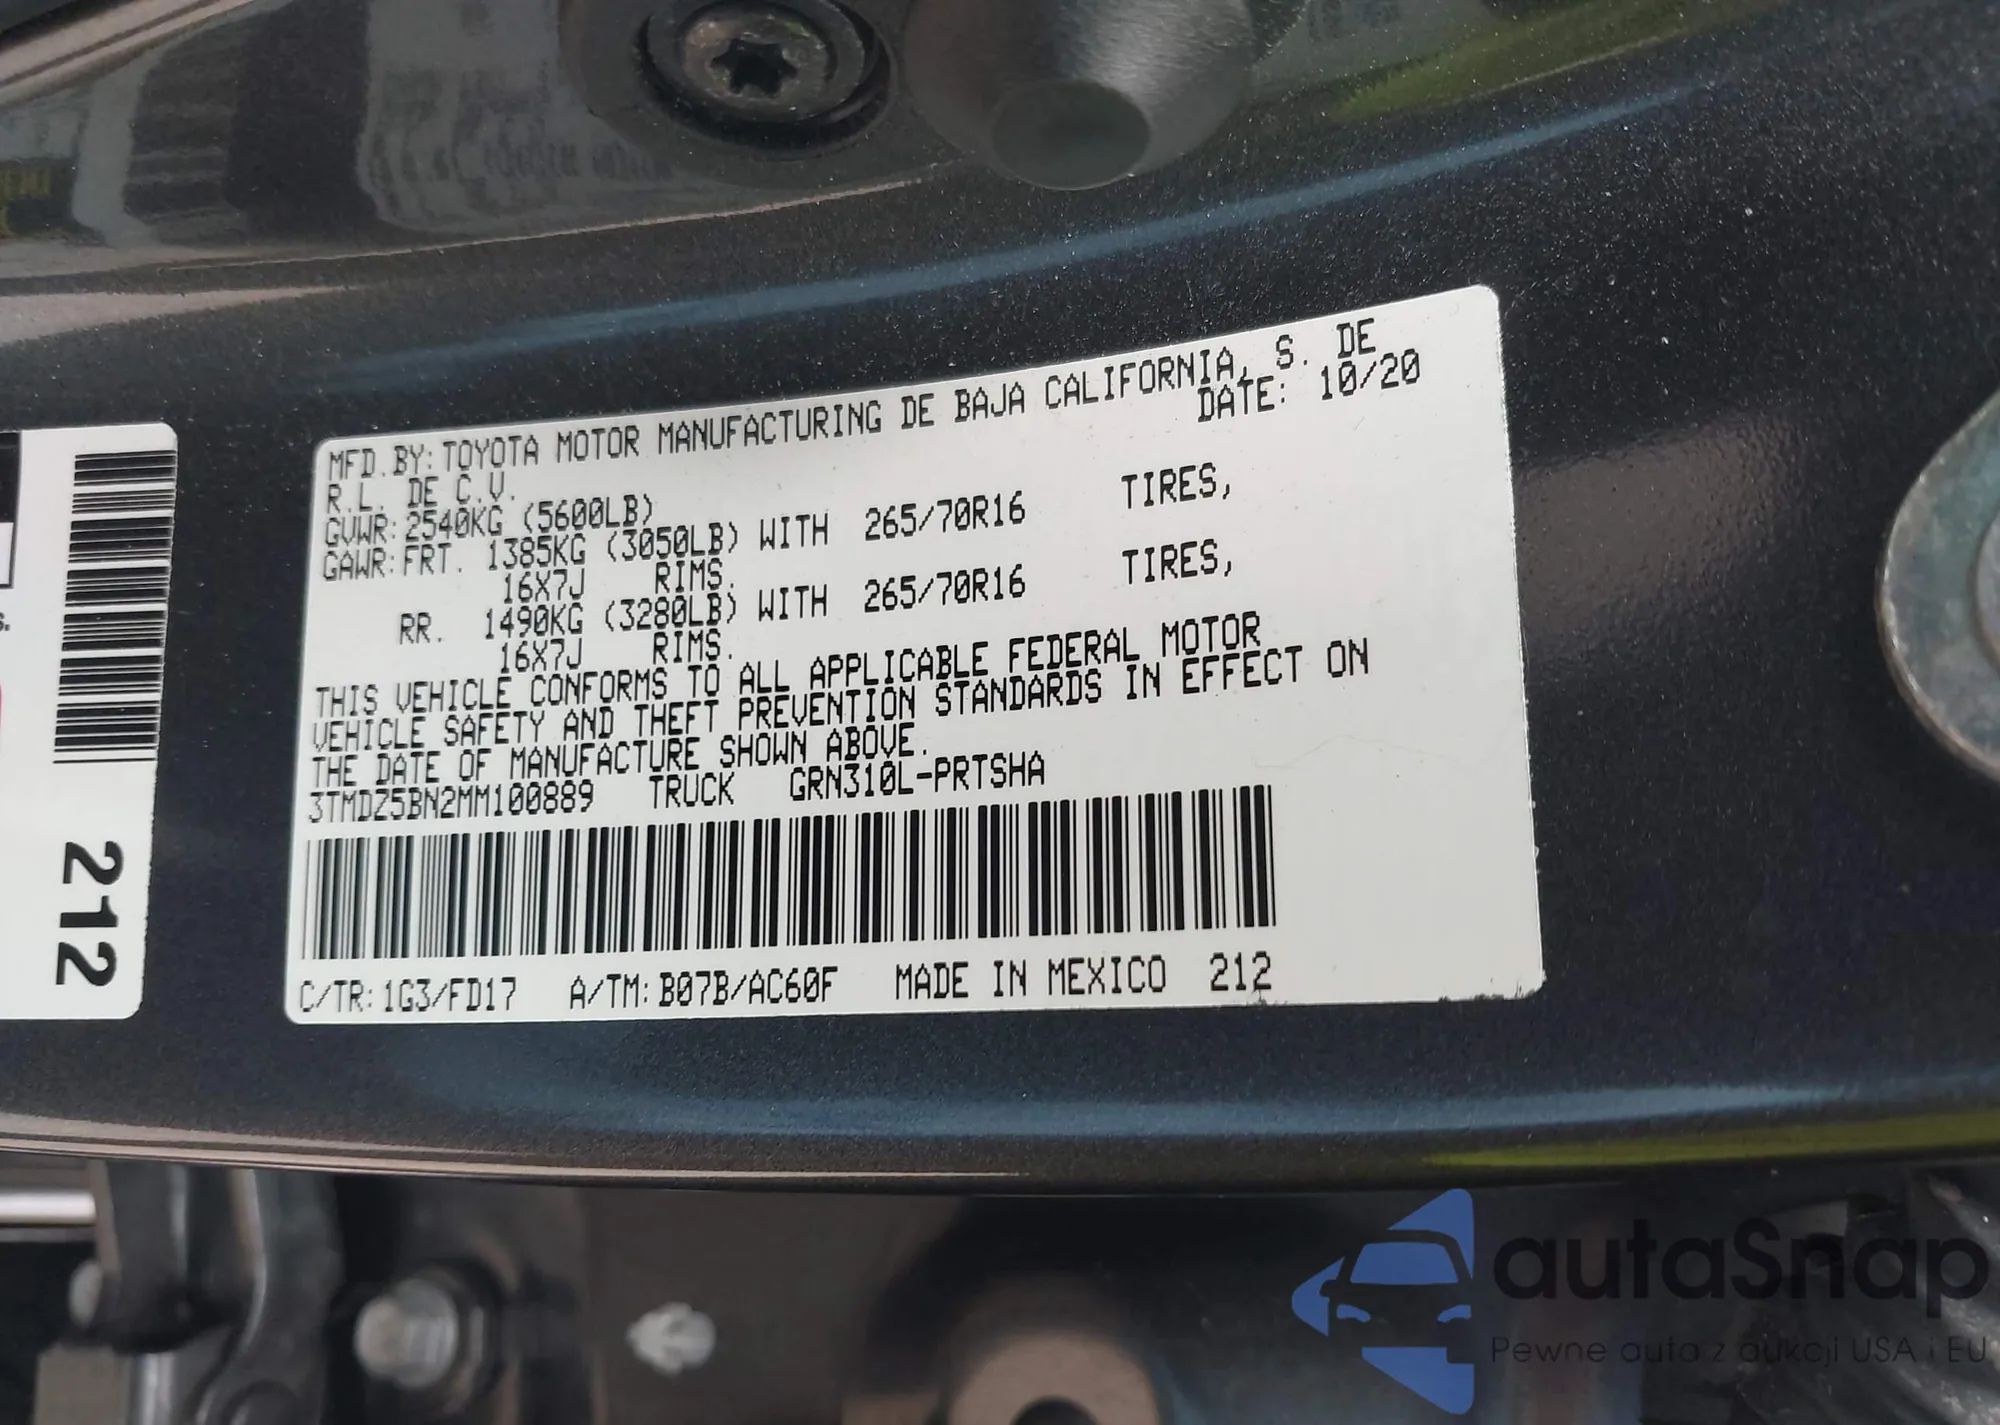 MFD. BY: TOYOTA MOTOR MANUFACTURING DE BAJA CALIFORNIA, S. DE
R.L. DE C.V. DATE: 10/20
GVWR: 2540KG (5600LB)
GAWR: FRT. 1385KG (3050LB) WITH 265/70R16 TIRES,
16X7J RIMS.
RR. 1490KG (3280LB) WITH 265/70R16 TIRES,
16X7J RIMS.
THIS VEHICLE CONFORMS TO ALL APPLICABLE FEDERAL MOTOR
VEHICLE SAFETY AND THEFT PREVENTION STANDARDS IN EFFECT ON
THE DATE OF MANUFACTURE SHOWN ABOVE.
3TMDZ5BN2MM100889 TRUCK GRN310L-PRTSHA
C/TR: 1G3/FD17 A/TM: B07B/AC60F MADE IN MEXICO 212
212
autoSnap
Pewne auta z aukcji USA i EU